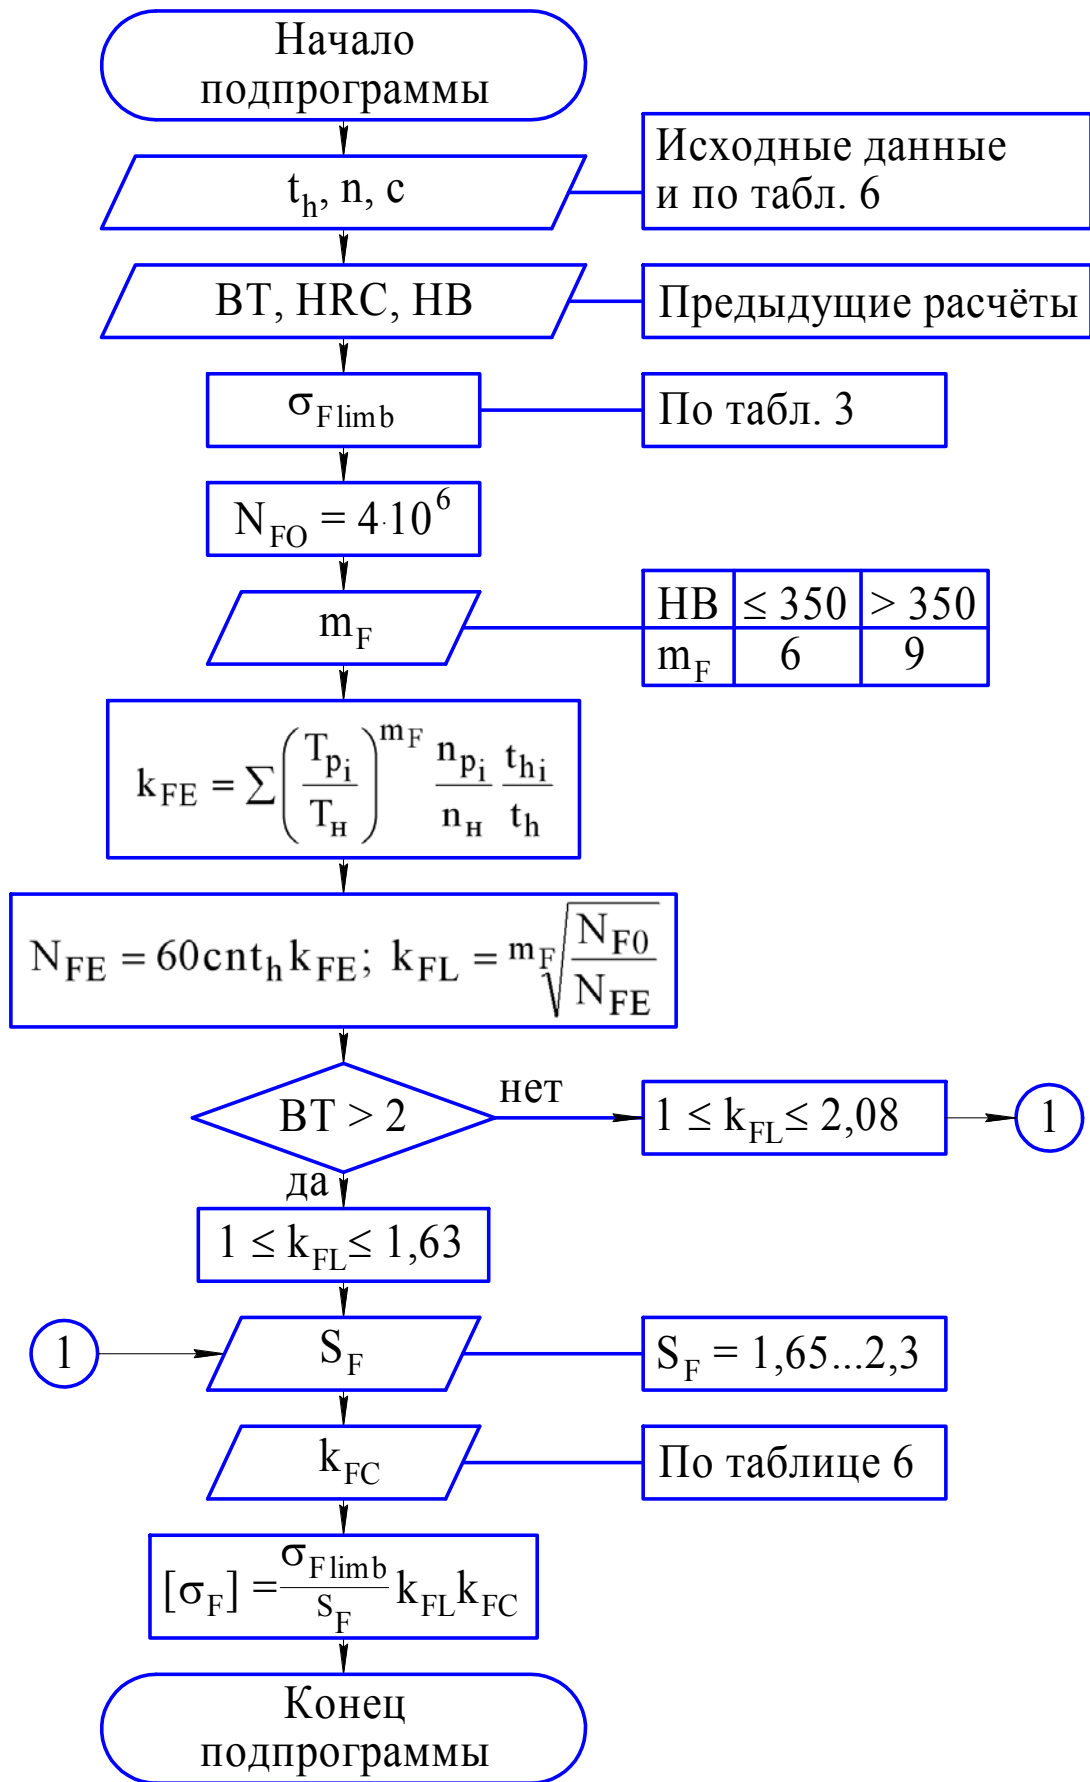 Начало
подпрограммы
t_h, n, c
Исходные данные
и по табл. 6
ВТ, HRC, HB
Предыдущие расчёты
σ_Flimb
По табл. 3
N_FO = 4·10^6
m_F
HB ≤ 350 > 350
m_F 6 9
k_FE = ∑(T_pi/T_н)^m_F n_pi/n_н t_hi/t_h
N_FE = 60cnt_h k_FE; k_FL = ^m_F√(N_F0/N_FE)
ВТ > 2
нет
1 ≤ k_FL ≤ 2,08
1
да
1 ≤ k_FL ≤ 1,63
1
S_F
S_F = 1,65...2,3
k_FC
По таблице 6
[σ_F] = σ_Flimb/S_F k_FL k_FC
Конец
подпрограммы